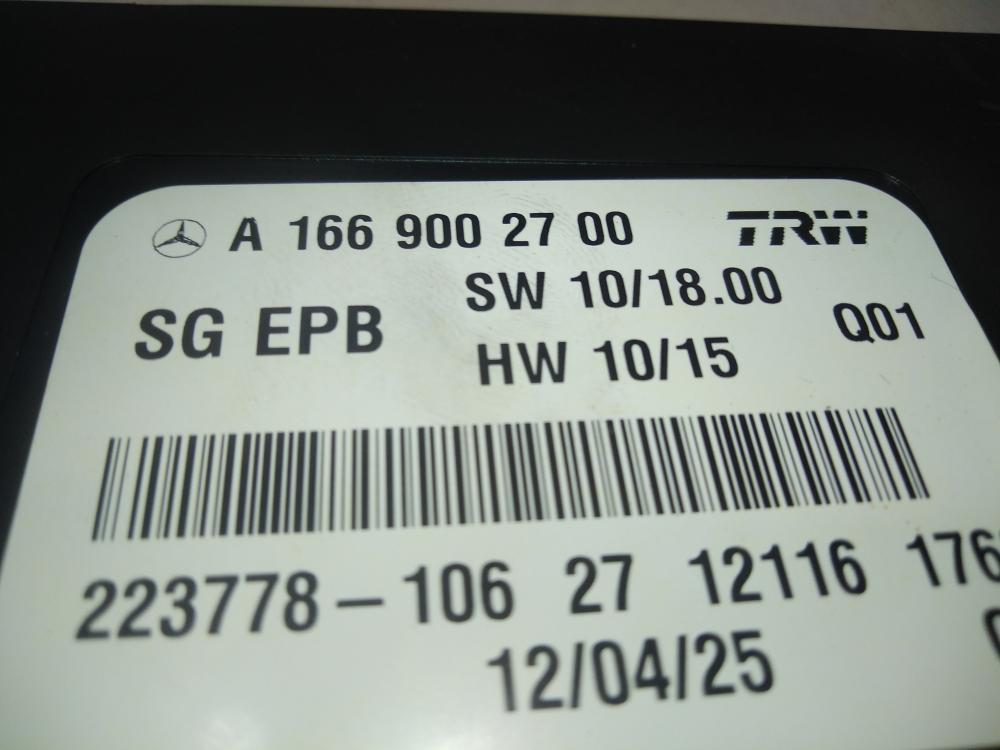 A 166 900 27 00 TRW
SG EPB SW 10/18.00 Q01
HW 10/15
223778-106 27 12116 176
12/04/25